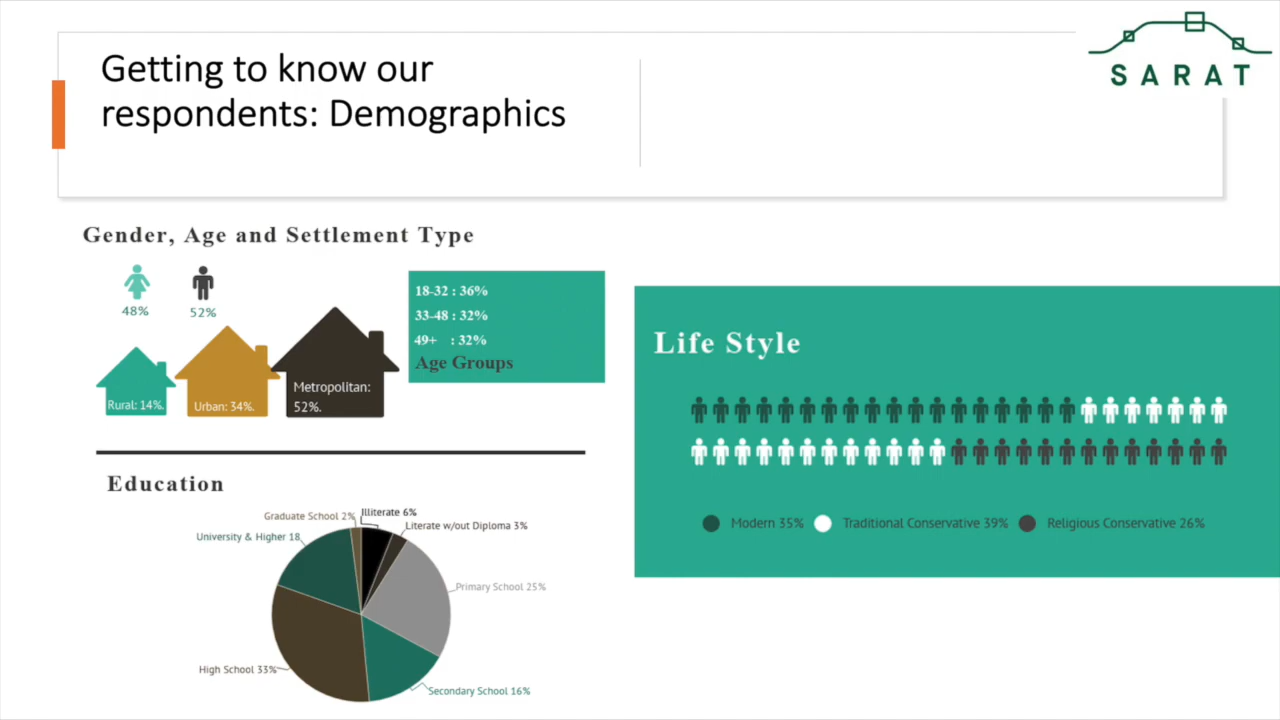 Getting to know our
respondents: Demographics
SARAT
Gender, Age and Settlement Type
48%
52%
Rural: 14%.
Urban: 34%.
Metropolitan:
52%.
18-32 : 36%
33-48 : 32%
49+ : 32%
Age Groups
Education
Graduate School 2%
Illiterate 6%
Literate w/out Diploma 3%
University & Higher 18
Primary School 25%
High School 33%
Secondary School 16%
Life Style
Modern 35%
Traditional Conservative 39%
Religious Conservative 26%